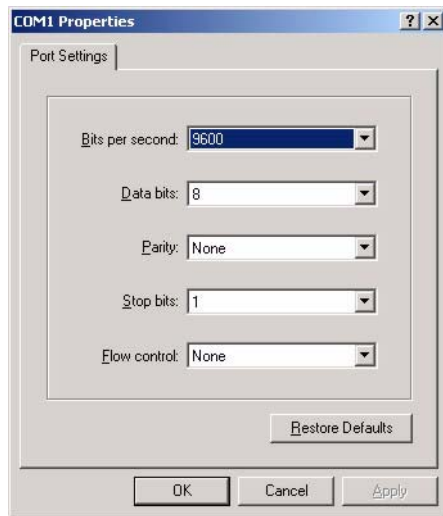 COM1 Properties
Port Settings
Bits per second: 9600
Data bits: 8
Parity: None
Stop bits: 1
Flow control: None
Restore Defaults
OK Cancel Apply